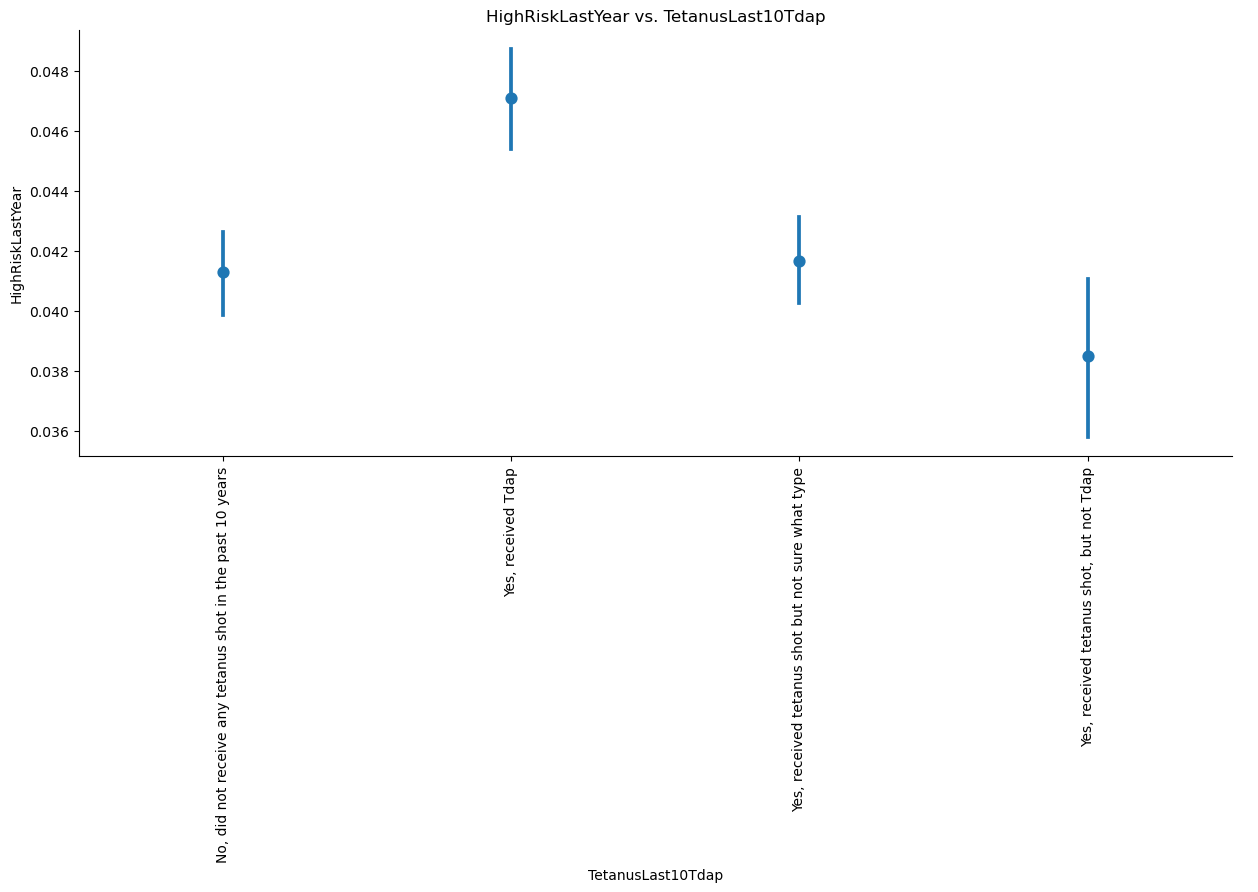 HighRiskLastYear vs. TetanusLast10Tdap
HighRiskLastYear
0.048
0.046
0.044
0.042
0.040
0.038
0.036
No, did not receive any tetanus shot in the past 10 years
Yes, received Tdap
Yes, received tetanus shot but not sure what type
Yes, received tetanus shot, but not Tdap
TetanusLast10Tdap